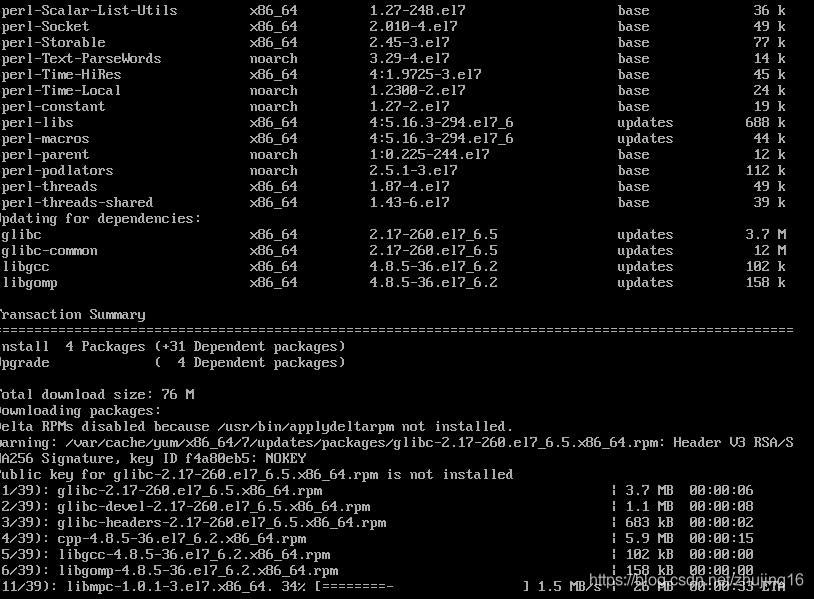 perl-Scalar-List-Utils x86_64 1.27-248.el7 base 36 k
perl-Socket x86_64 2.010-4.el7 base 49 k
perl-Storable x86_64 2.45-3.el7 base 77 k
perl-Text-ParseWords noarch 3.29-4.el7 base 14 k
perl-Time-HiRes x86_64 4:1.9725-3.el7 base 45 k
perl-Time-Local noarch 1.2300-2.el7 base 24 k
perl-constant noarch 1.27-2.el7 base 19 k
perl-libs x86_64 4:5.16.3-294.el7_6 updates 688 k
perl-macros x86_64 4:5.16.3-294.el7_6 updates 44 k
perl-parent noarch 1:0.225-244.el7 base 12 k
perl-podlators noarch 2.5.1-3.el7 base 112 k
perl-threads x86_64 1.87-4.el7 base 49 k
perl-threads-shared x86_64 1.43-6.el7 base 39 k
Updating for dependencies:
glibc x86_64 2.17-260.el7_6.5 updates 3.7 M
glibc-common x86_64 2.17-260.el7_6.5 updates 12 M
libgcc x86_64 4.8.5-36.el7_6.2 updates 102 k
libgomp x86_64 4.8.5-36.el7_6.2 updates 158 k
Transaction Summary
================================================================================
Install 4 Packages (+31 Dependent packages)
Upgrade ( 4 Dependent packages)
Total download size: 76 M
Downloading packages:
Delta RPMs disabled because /usr/bin/applydeltarpm not installed.
warning: /var/cache/yum/x86_64/7/updates/packages/glibc-2.17-260.el7_6.5.x86_64.rpm: Header V3 RSA/S
HA256 Signature, key ID f4a80eb5: NOKEY
Public key for glibc-2.17-260.el7_6.5.x86_64.rpm is not installed
(1/39): glibc-2.17-260.el7_6.5.x86_64.rpm | 3.7 MB 00:00:06
(2/39): glibc-devel-2.17-260.el7_6.5.x86_64.rpm | 1.1 MB 00:00:08
(3/39): glibc-headers-2.17-260.el7_6.5.x86_64.rpm | 683 kB 00:00:02
(4/39): cpp-4.8.5-36.el7_6.2.x86_64.rpm | 5.9 MB 00:00:15
(5/39): libgcc-4.8.5-36.el7_6.2.x86_64.rpm | 102 kB 00:00:00
(6/39): libgomp-4.8.5-36.el7_6.2.x86_64.rpm | 158 kB 00:00:00
(11/39): libmpc-1.0.1-3.el7.x86_64. 34% [========- ] 1.5 MB/s | 26 MB 00:00:33 ETA
https://blog.csdn.net/zhujing16